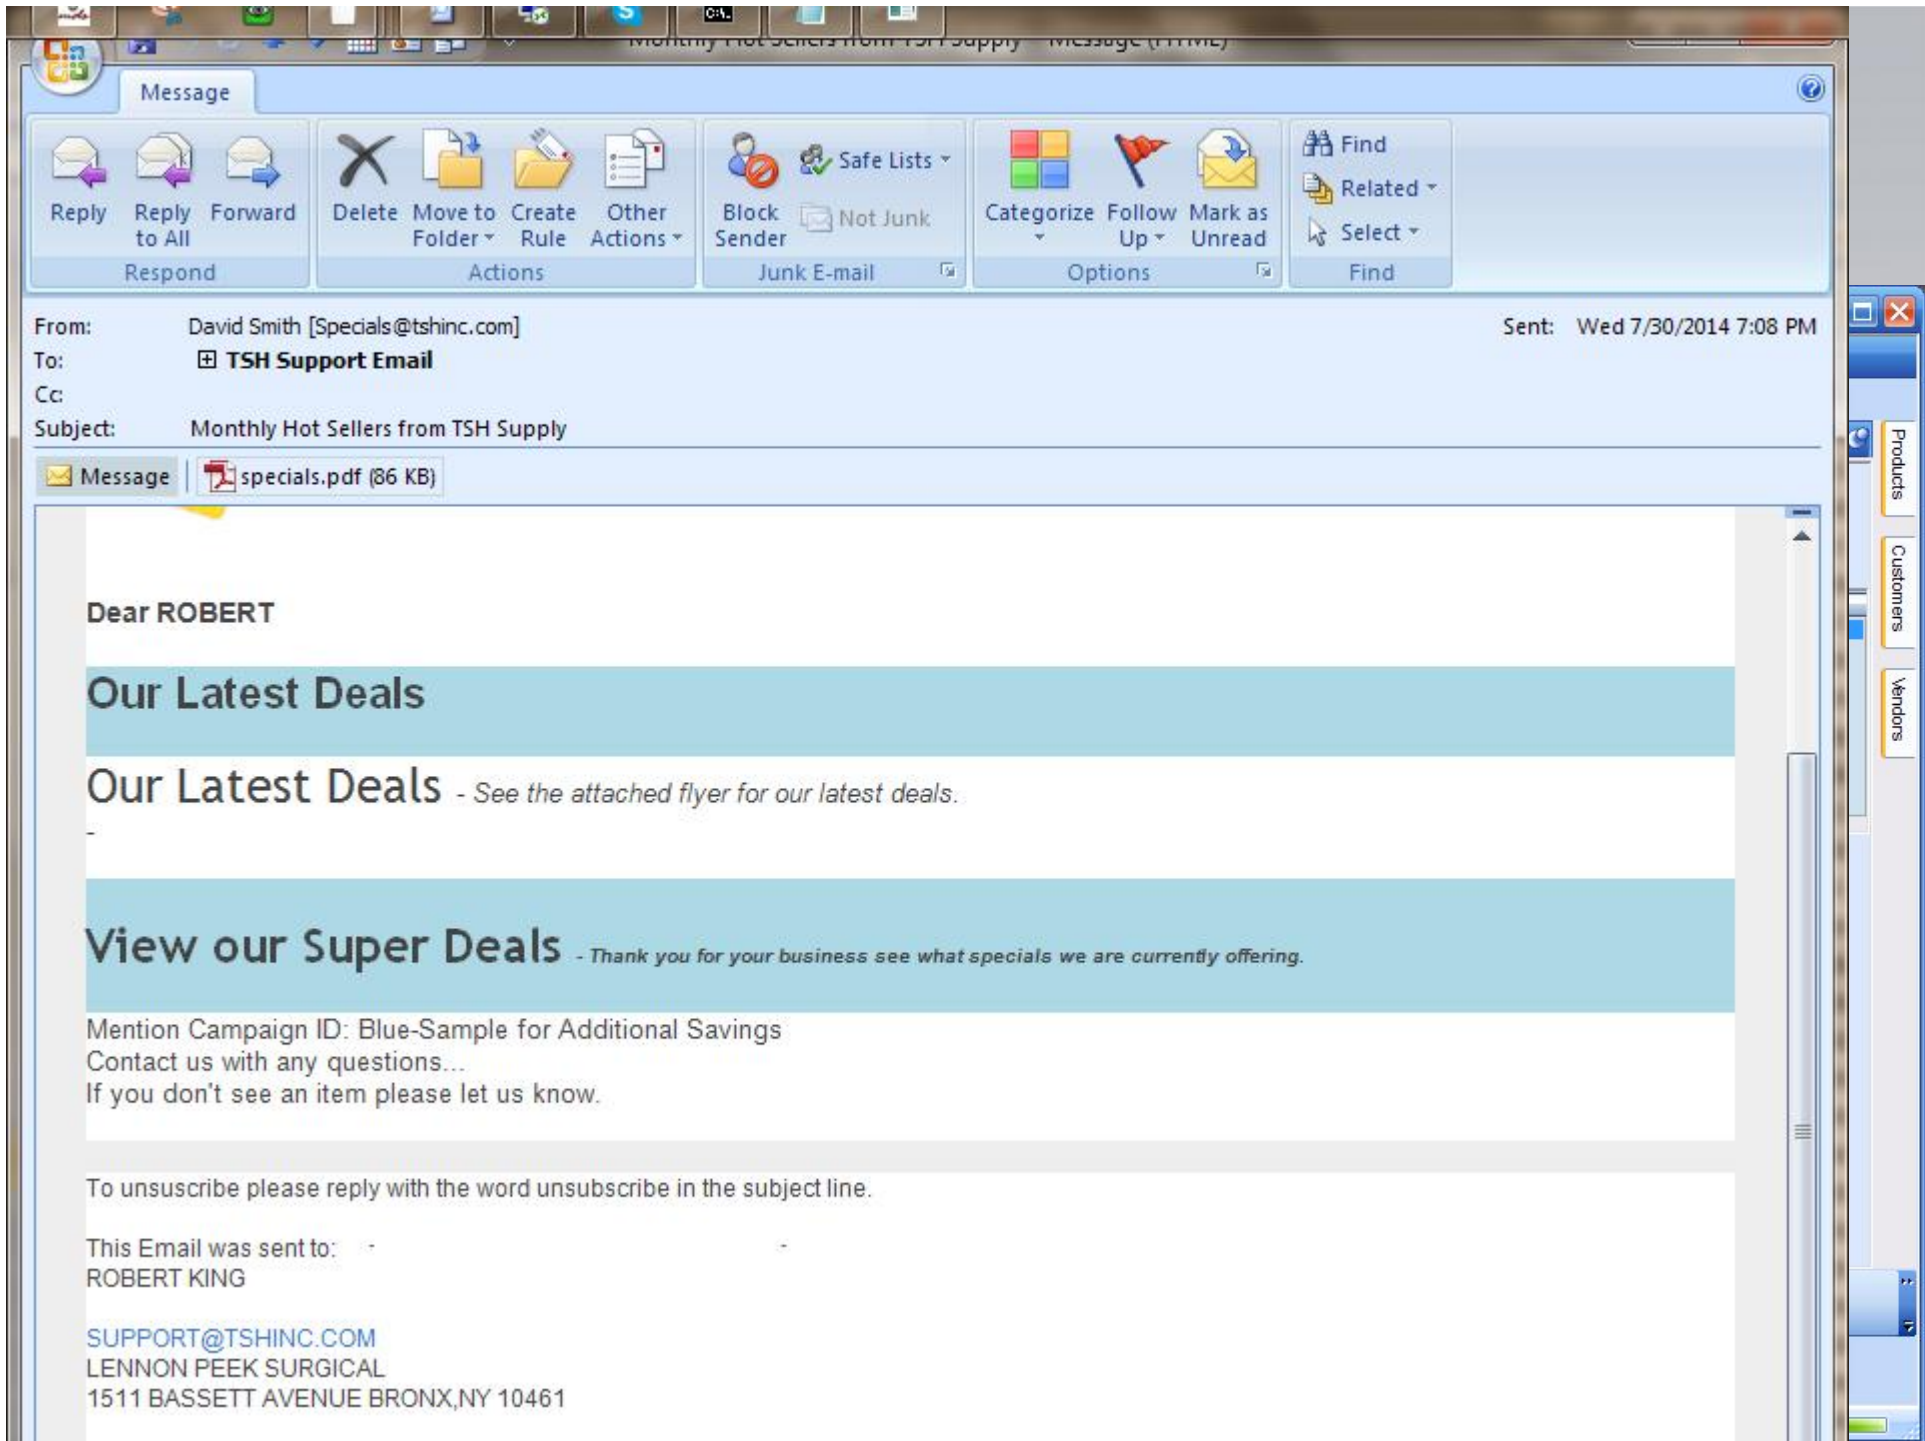 Monthly Hot Sellers from TSH Supply - Message (HTML)
Message
Reply
Reply to All
Forward
Delete
Move to Folder
Create Rule
Other Actions
Block Sender
Safe Lists
Not Junk
Categorize
Follow Up
Mark as Unread
Find
Related
Select
Respond
Actions
Junk E-mail
Options
Find
From: David Smith [Specials@tshinc.com]
Sent: Wed 7/30/2014 7:08 PM
To: TSH Support Email
Cc:
Subject: Monthly Hot Sellers from TSH Supply
Message
specials.pdf (86 KB)
Dear ROBERT
Our Latest Deals
Our Latest Deals - See the attached flyer for our latest deals.
-
View our Super Deals - Thank you for your business see what specials we are currently offering.
Mention Campaign ID: Blue-Sample for Additional Savings
Contact us with any questions...
If you don't see an item please let us know.
To unsuscribe please reply with the word unsubscribe in the subject line.
This Email was sent to: - -
ROBERT KING
SUPPORT@TSHINC.COM
LENNON PEEK SURGICAL
1511 BASSETT AVENUE BRONX,NY 10461
Products
Customers
Vendors